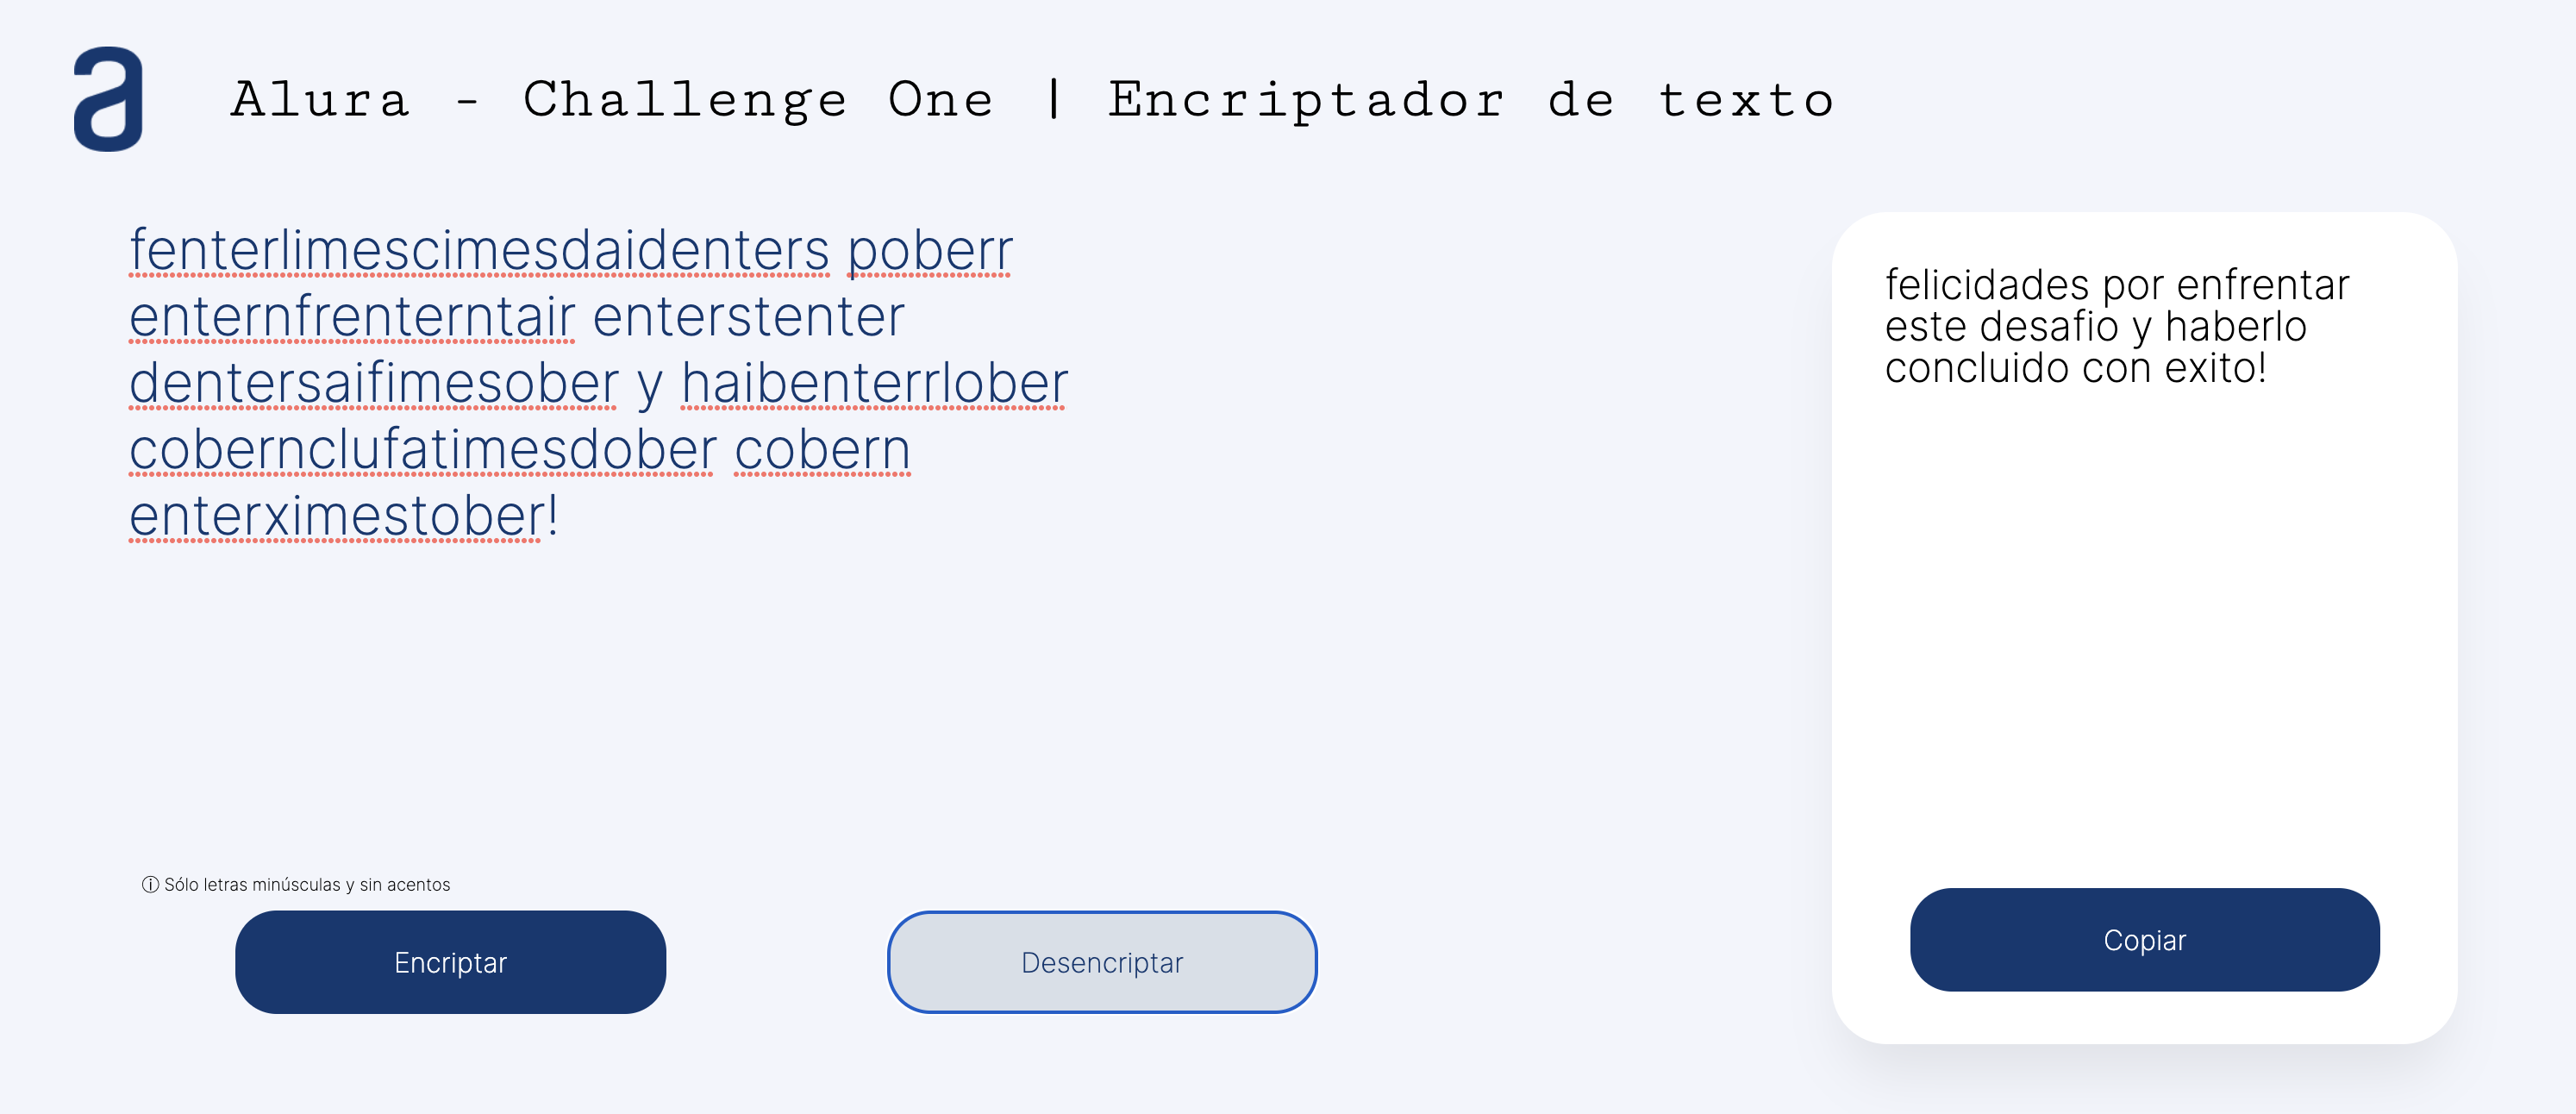 a
Alura - Challenge One | Encriptador de texto
fenterlimescimesdaidenters poberr
enternfrenterntair enterstenter
dentersaifimesober y haibenterrlober
cobernclufatimesdober cobern
enterximestober!
felicidades por enfrentar
este desafio y haberlo
concluido con exito!
ⓘ Sólo letras minúsculas y sin acentos
Encriptar
Desencriptar
Copiar